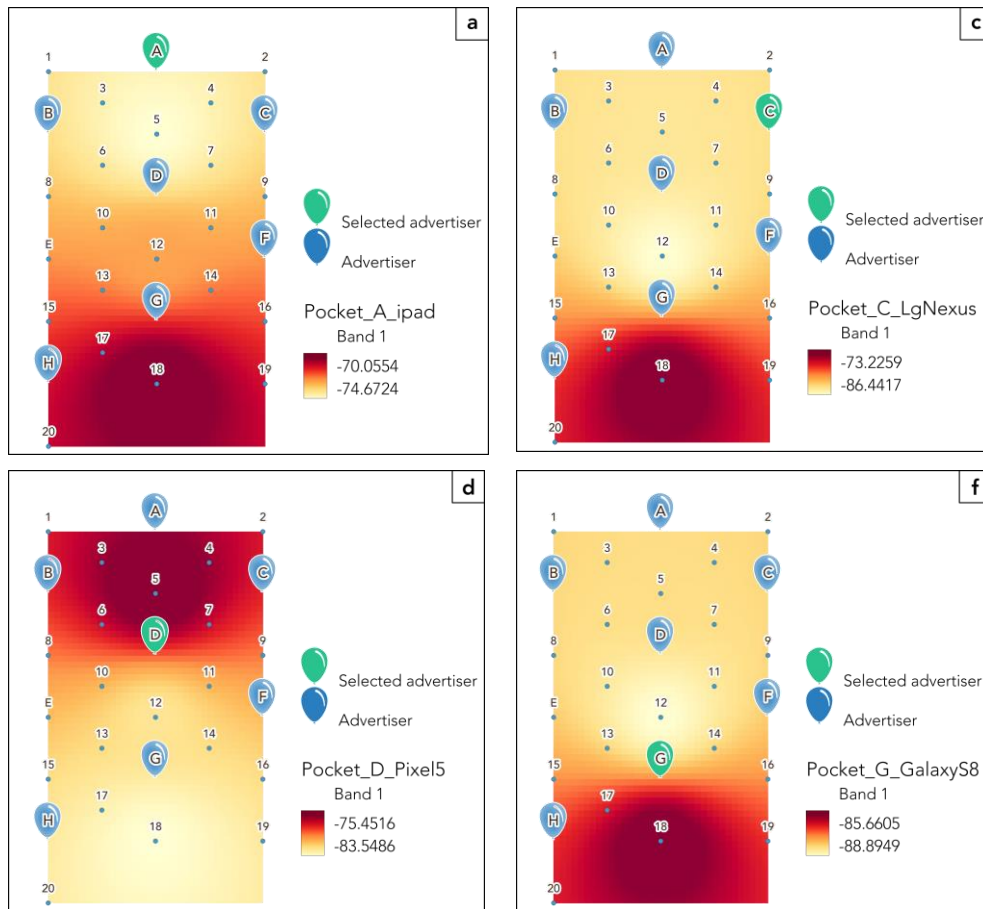 a
A
1
2
3
4
B
C
5
6
7
D
8
9
10
11
E
F
12
13
14
G
15
16
17
H
18
19
20
Selected advertiser
Advertiser
Pocket_A_ipad
Band 1
-70.0554
-74.6724
c
A
1
2
3
4
B
C
5
6
7
D
8
9
10
11
E
F
12
13
14
G
15
16
17
H
18
19
20
Selected advertiser
Advertiser
Pocket_C_LgNexus
Band 1
-73.2259
-86.4417
d
A
1
2
3
4
B
C
5
6
7
D
8
9
10
11
E
F
12
13
14
G
15
16
17
H
18
19
20
Selected advertiser
Advertiser
Pocket_D_Pixel5
Band 1
-75.4516
-83.5486
f
A
1
2
3
4
B
C
5
6
7
D
8
9
10
11
E
F
12
13
14
G
15
16
17
H
18
19
20
Selected advertiser
Advertiser
Pocket_G_GalaxyS8
Band 1
-85.6605
-88.8949